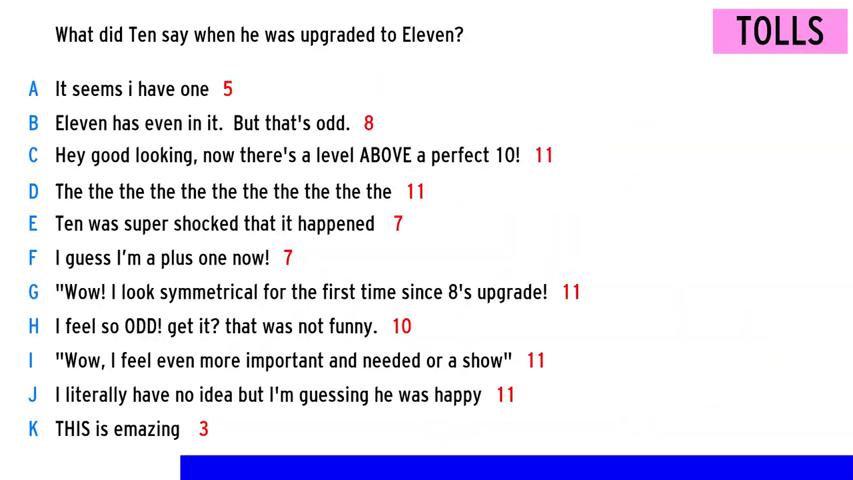 What did Ten say when he was upgraded to Eleven?
TOLLS
A It seems i have one 5
B Eleven has even in it. But that's odd. 8
C Hey good looking, now there's a level ABOVE a perfect 10! 11
D The the the the the the the the the the the 11
E Ten was super shocked that it happened 7
F I guess I'm a plus one now! 7
G "Wow! I look symmetrical for the first time since 8's upgrade! 11
H I feel so ODD! get it? that was not funny. 10
I "Wow, I feel even more important and needed or a show" 11
J I literally have no idea but I'm guessing he was happy 11
K THIS is emazing 3